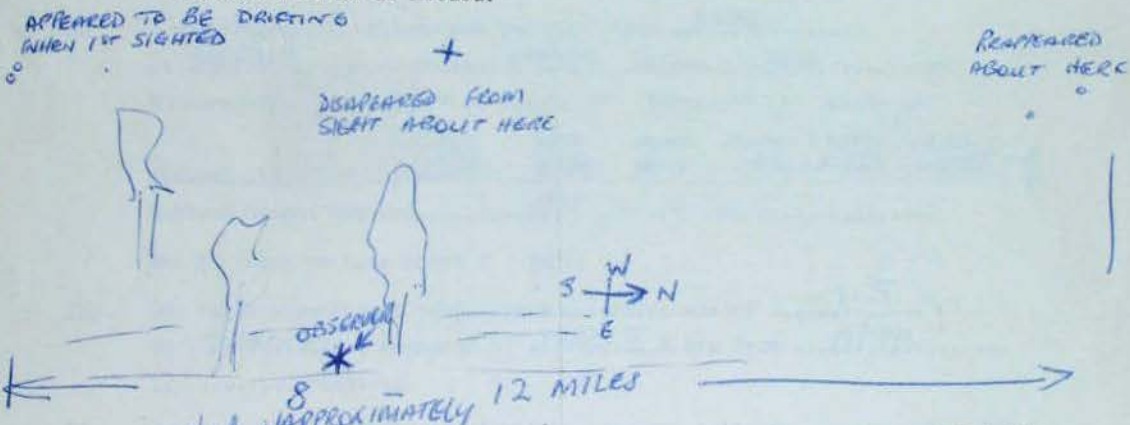 APPEARED TO BE DRIFTING
WHEN 1ST SIGHTED
REAPPEARED
ABOUT HERE
DISAPEARED FROM
SIGHT ABOUT HERE
W
S N
E
OBSERVER
8 - 12 MILES
APPROXIMATELY